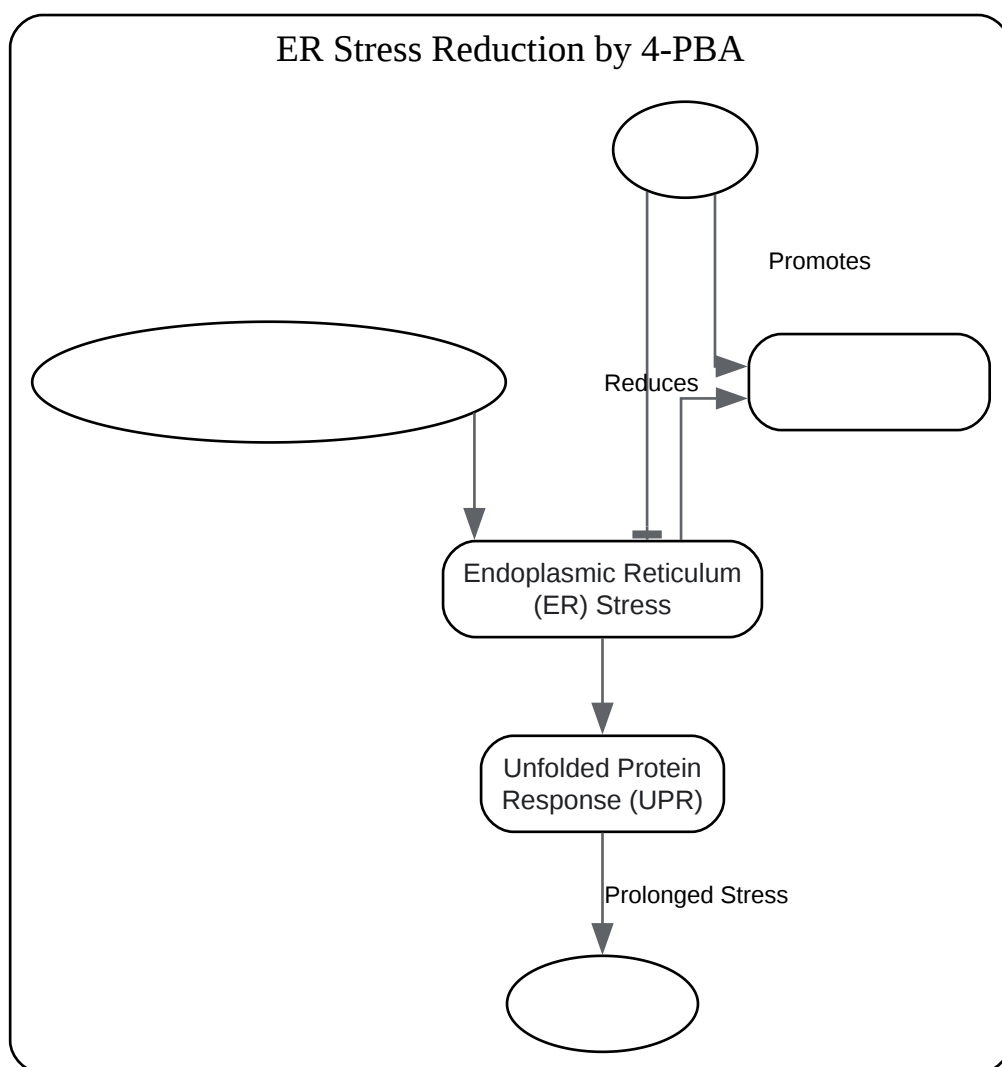 ER Stress Reduction by 4-PBA
Promotes
Reduces
Endoplasmic Reticulum
(ER) Stress
Unfolded Protein
Response (UPR)
Prolonged Stress